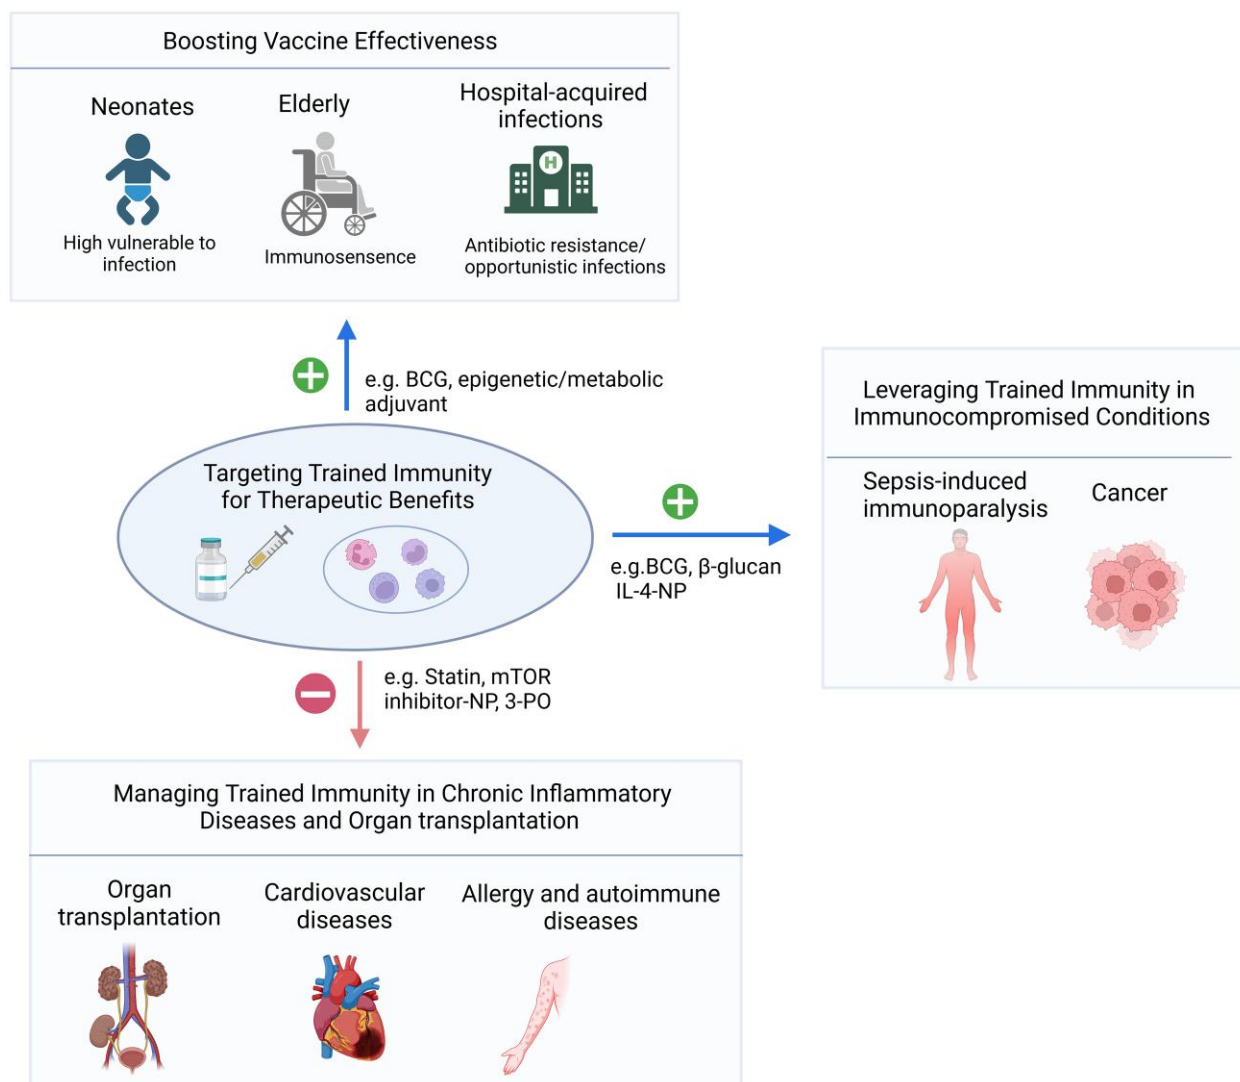 Boosting Vaccine Effectiveness
Neonates
High vulnerable to
infection
Elderly
Immunosensence
Hospital-acquired
infections
H
Antibiotic resistance/
opportunistic infections
e.g. BCG, epigenetic/metabolic
adjuvant
Targeting Trained Immunity
for Therapeutic Benefits
e.g.BCG, β-glucan
IL-4-NP
Leveraging Trained Immunity in
Immunocompromised Conditions
Sepsis-induced
immunoparalysis
Cancer
e.g. Statin, mTOR
inhibitor-NP, 3-PO
Managing Trained Immunity in Chronic Inflammatory
Diseases and Organ transplantation
Organ
transplantation
Cardiovascular
diseases
Allergy and autoimmune
diseases